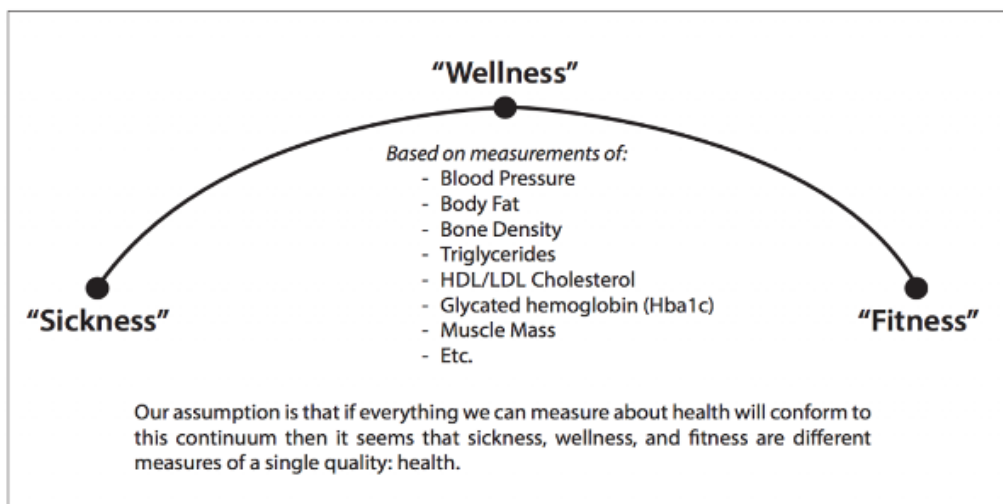 “Wellness”
Based on measurements of:
- Blood Pressure
- Body Fat
- Bone Density
- Triglycerides
- HDL/LDL Cholesterol
- Glycated hemoglobin (Hba1c)
- Muscle Mass
- Etc.
“Sickness”
“Fitness”
Our assumption is that if everything we can measure about health will conform to
this continuum then it seems that sickness, wellness, and fitness are different
measures of a single quality: health.